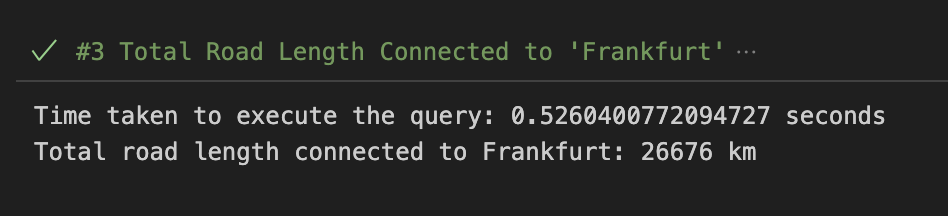 #3 Total Road Length Connected to 'Frankfurt' ···
Time taken to execute the query: 0.5260400772094727 seconds
Total road length connected to Frankfurt: 26676 km